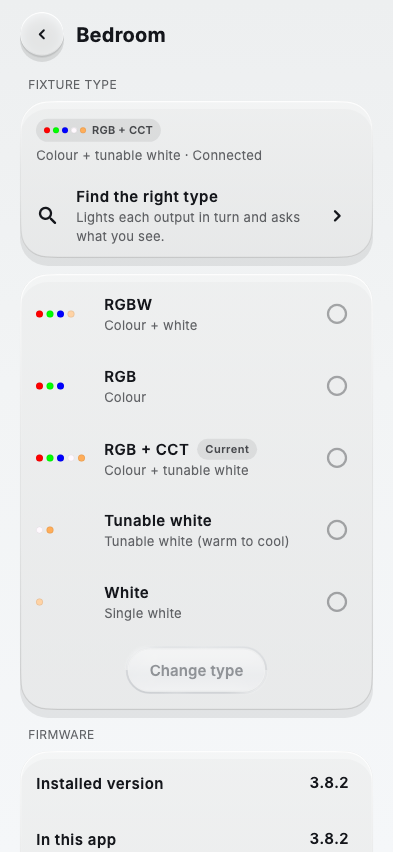 Bedroom
FIXTURE TYPE
RGB + CCT
Colour + tunable white · Connected
Find the right type
Lights each output in turn and asks
what you see.
RGBW
Colour + white
RGB
Colour
RGB + CCT Current
Colour + tunable white
Tunable white
Tunable white (warm to cool)
White
Single white
Change type
FIRMWARE
Installed version 3.8.2
In this app 3.8.2